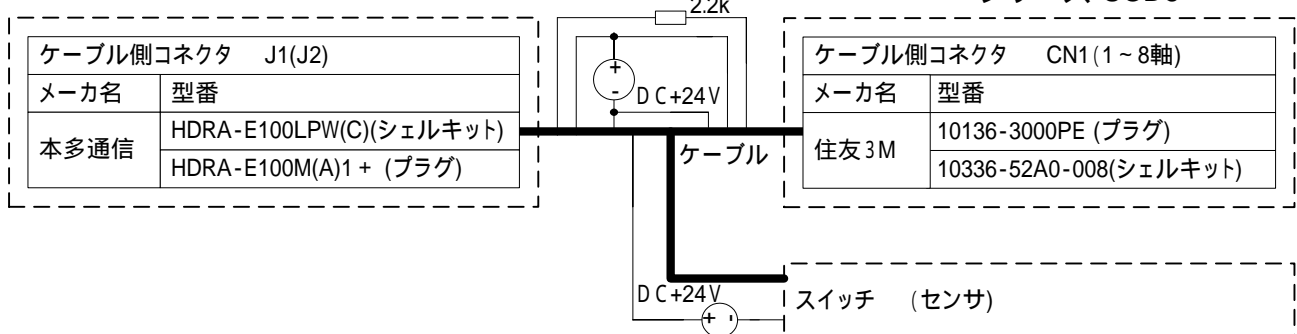 2.2k
ケーブル側コネクタ J1(J2)
メーカ名 型番
本多通信
HDRA-E100LPW(C)(シェルキット)
HDRA-E100M(A)1 + (プラグ)
+
-
DC+24V
ケーブル
ケーブル側コネクタ CN1(1~8軸)
メーカ名 型番
住友3M
10136-3000PE (プラグ)
10336-52A0-008(シェルキット)
DC+24V
+ -
スイッチ (センサ)